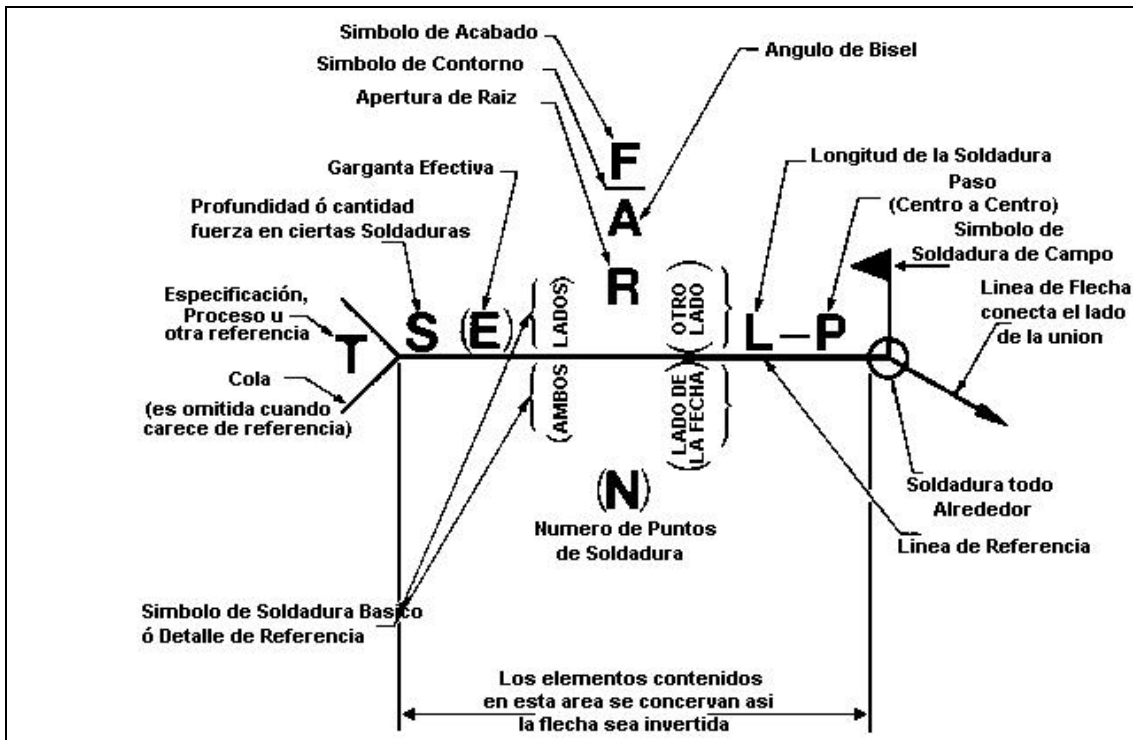 Simbolo de Acabado
Simbolo de Contorno
Apertura de Raiz
Angulo de Bisel
F
A
R
Garganta Efectiva
Profundidad ó cantidad
fuerza en ciertas Soldaduras
Especificación,
Proceso u
otra referencia
T
S
(E)
(AMBOS
LADOS)
(OTRO
LADO)
(LADO DE
LA FECHA)
Longitud de la Soldadura
Paso
(Centro a Centro)
L–P
Simbolo de
Soldadura de Campo
Linea de Flecha
conecta el lado
de la union
Cola
(es omitida cuando
carece de referencia)
(N)
Numero de Puntos
de Soldadura
Soldadura todo
Alrededor
Linea de Referencia
Simbolo de Soldadura Basico
ó Detalle de Referencia
Los elementos contenidos
en esta area se concervan asi
la flecha sea invertida